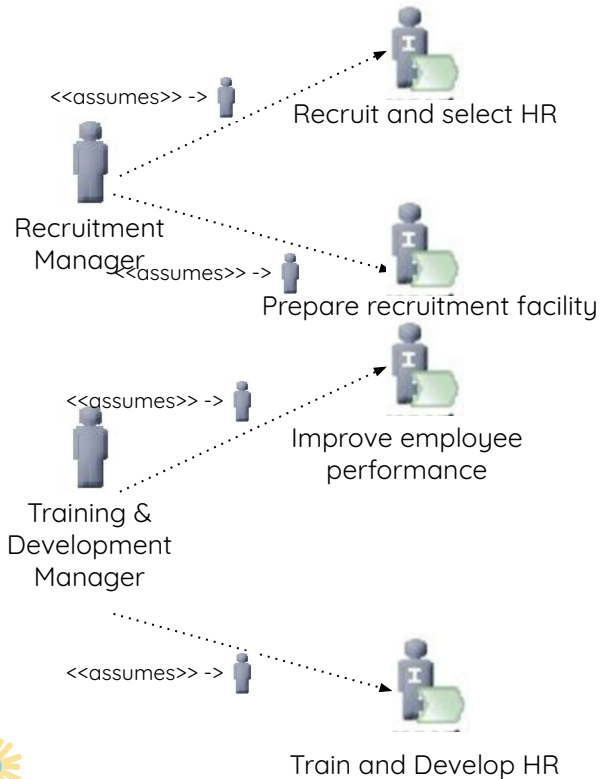 <<assumes>> ->
Recruit and select HR
Recruitment
Manager
<<assumes>> ->
Prepare recruitment facility
<<assumes>> ->
Improve employee
performance
Training &
Development
Manager
<<assumes>> ->
Train and Develop HR